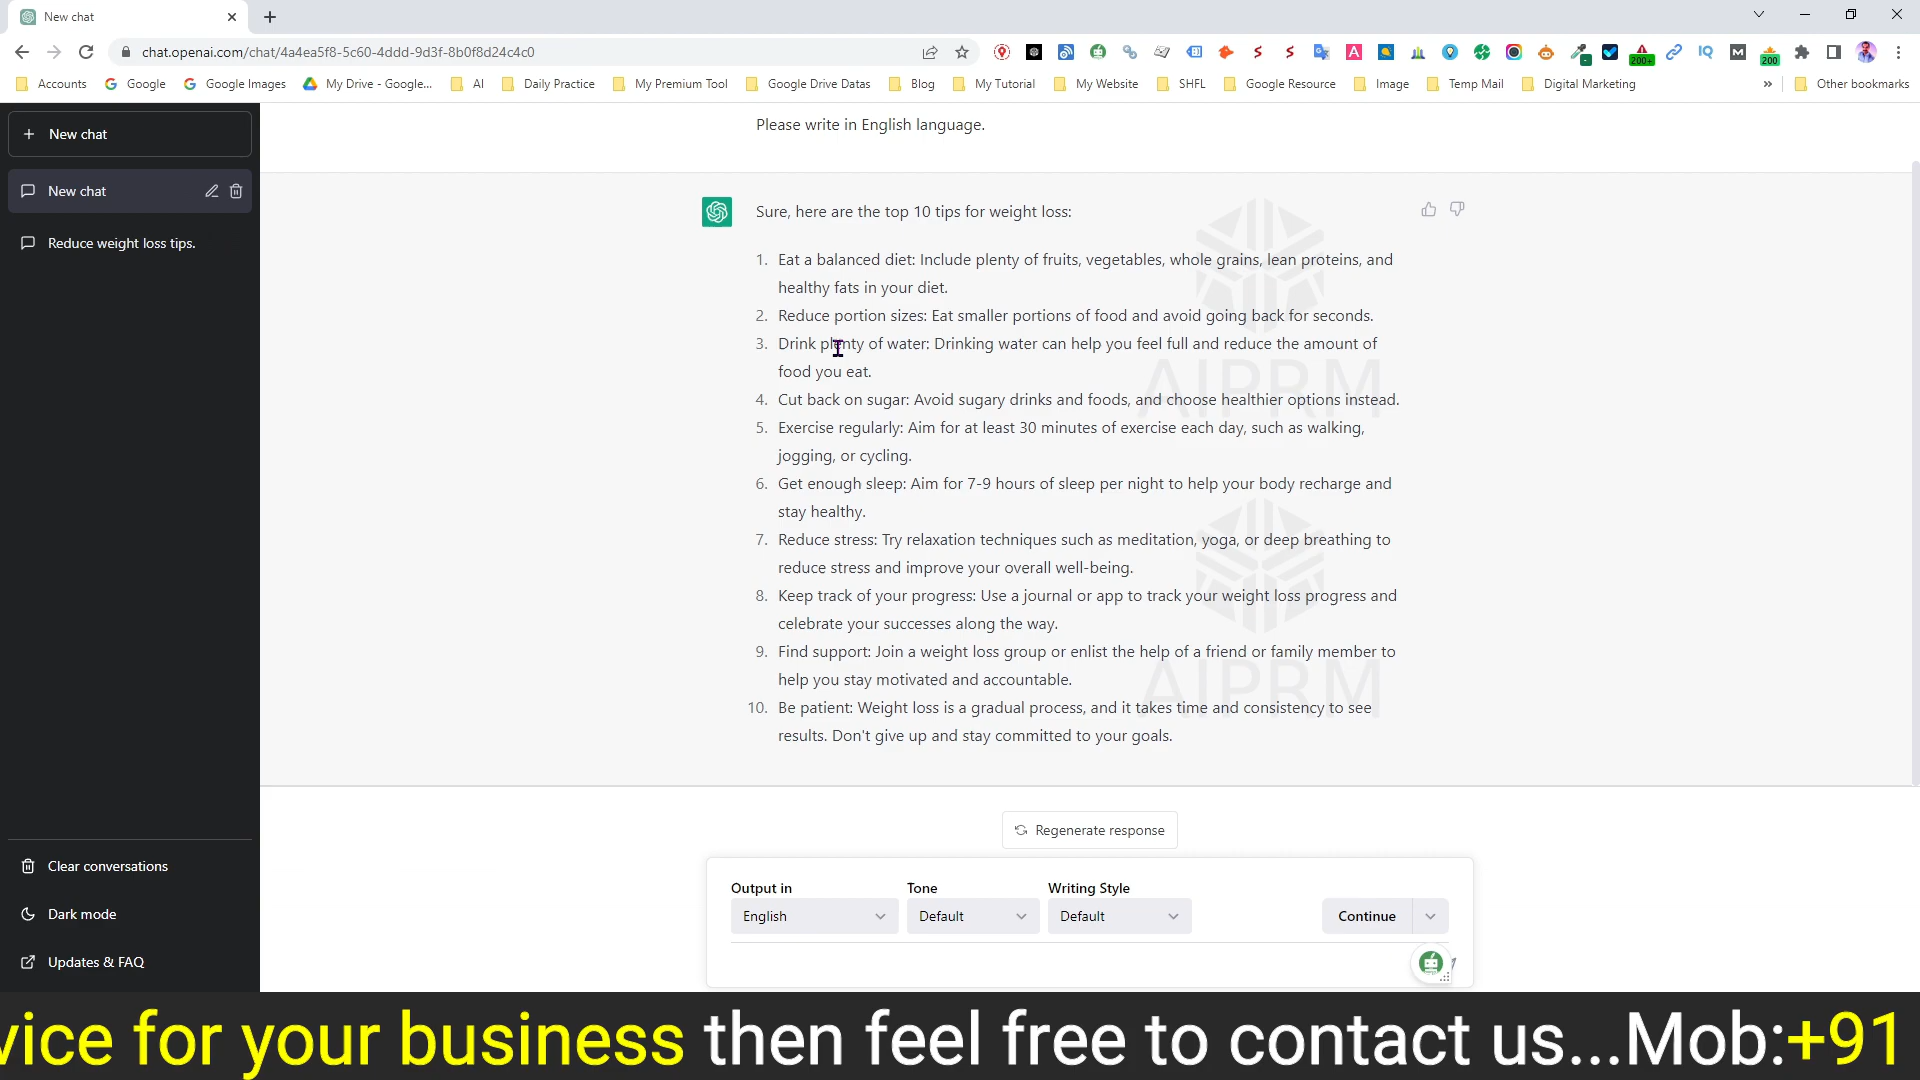 New chat
chat.openai.com/chat/4a4ea5f8-5c60-4ddd-9d3f-8b0f8d24c4c0
200+
200
Accounts
Google
Google Images
My Drive - Google...
AI
Daily Practice
My Premium Tool
Google Drive Datas
Blog
My Tutorial
My Website
SHFL
Google Resource
Image
Temp Mail
Digital Marketing
»
Other bookmarks
+ New chat
New chat
Reduce weight loss tips.
Clear conversations
Dark mode
Updates & FAQ
Please write in English language.
Sure, here are the top 10 tips for weight loss:
1. Eat a balanced diet: Include plenty of fruits, vegetables, whole grains, lean proteins, and
healthy fats in your diet.
2. Reduce portion sizes: Eat smaller portions of food and avoid going back for seconds.
3. Drink plenty of water: Drinking water can help you feel full and reduce the amount of
food you eat.
4. Cut back on sugar: Avoid sugary drinks and foods, and choose healthier options instead.
5. Exercise regularly: Aim for at least 30 minutes of exercise each day, such as walking,
jogging, or cycling.
6. Get enough sleep: Aim for 7-9 hours of sleep per night to help your body recharge and
stay healthy.
7. Reduce stress: Try relaxation techniques such as meditation, yoga, or deep breathing to
reduce stress and improve your overall well-being.
8. Keep track of your progress: Use a journal or app to track your weight loss progress and
celebrate your successes along the way.
9. Find support: Join a weight loss group or enlist the help of a friend or family member to
help you stay motivated and accountable.
10. Be patient: Weight loss is a gradual process, and it takes time and consistency to see
results. Don't give up and stay committed to your goals.
AIPRM
AIPRM
Regenerate response
Output in
Tone
Writing Style
English
Default
Default
Continue
vice for your business then feel free to contact us...Mob:+91